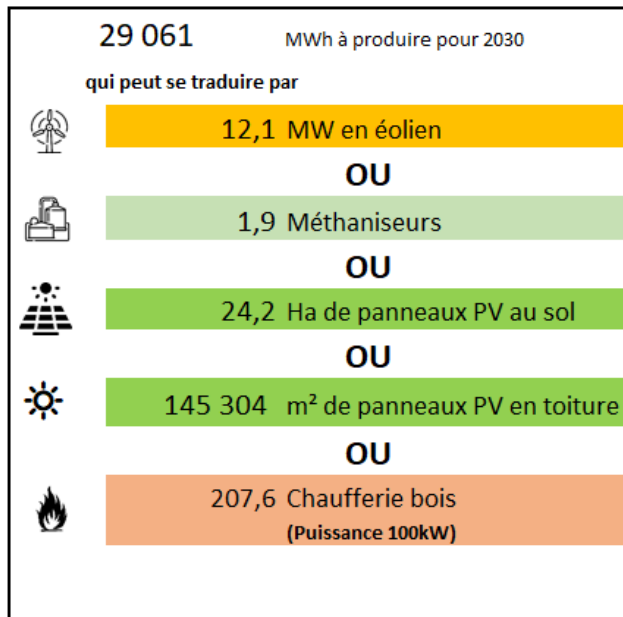 29 061 MWh à produire pour 2030
qui peut se traduire par
12,1 MW en éolien
OU
1,9 Méthaniseurs
OU
24,2 Ha de panneaux PV au sol
OU
145 304 m² de panneaux PV en toiture
OU
207,6 Chaufferie bois
(Puissance 100kW)